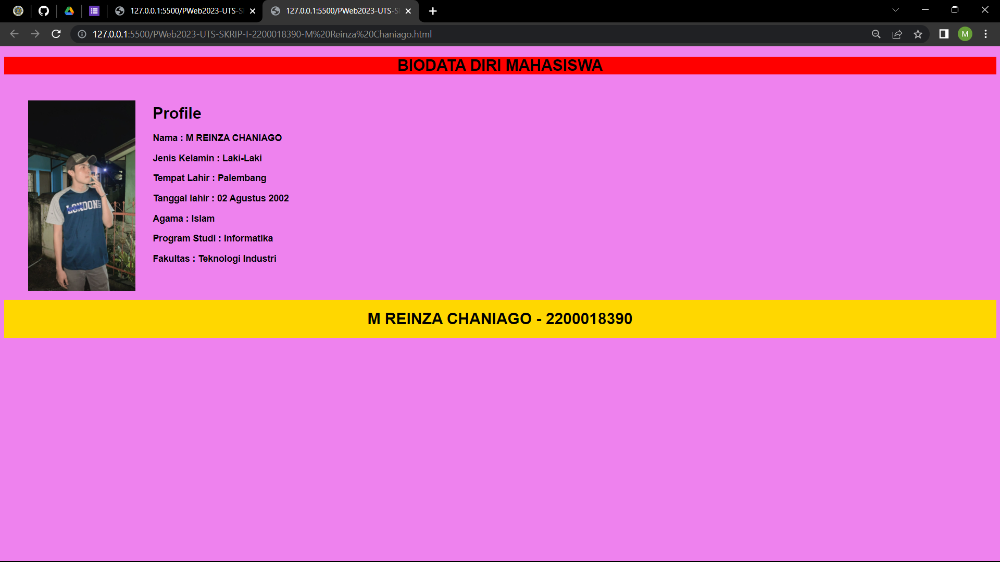 127.0.0.1:5500/PWeb2023-UTS-S
127.0.0.1:5500/PWeb2023-UTS-S
127.0.0.1:5500/PWeb2023-UTS-SKRIP-I-2200018390-M%20Reinza%20Chaniago.html
M
BIODATA DIRI MAHASISWA
Profile
Nama : M REINZA CHANIAGO
Jenis Kelamin : Laki-Laki
Tempat Lahir : Palembang
Tanggal lahir : 02 Agustus 2002
Agama : Islam
Program Studi : Informatika
Fakultas : Teknologi Industri
LONDON
M REINZA CHANIAGO - 2200018390